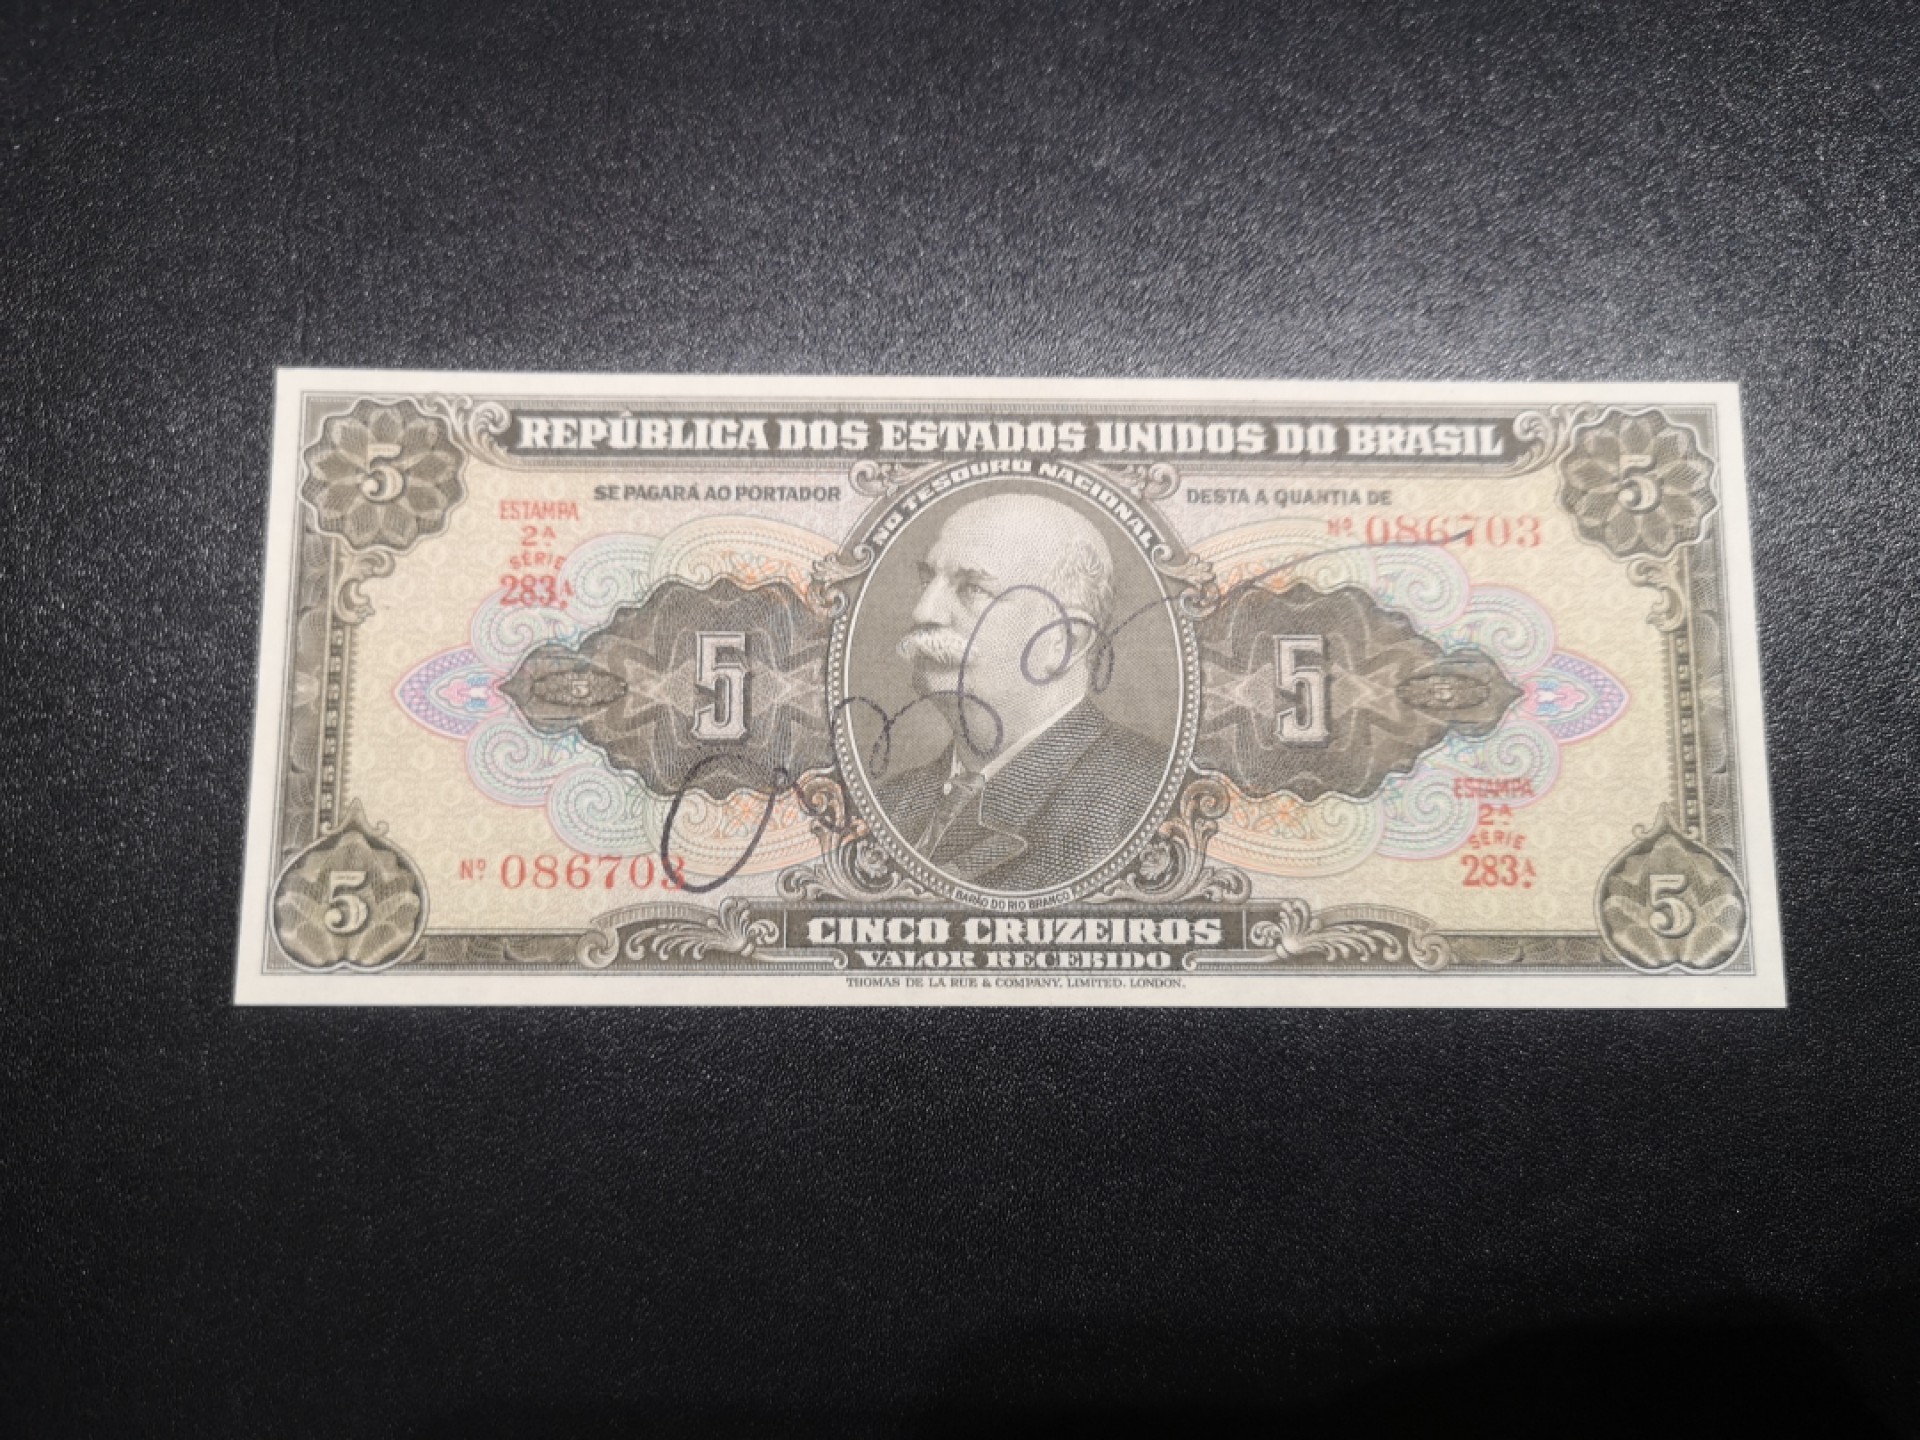 REPÚBLICA DOS ESTADOS UNIDOS DO BRASIL
5
5
SE PAGARÁ AO PORTADOR
NO TESOURO NACIONAL
DESTA A QUANTIA DE
ESTAMPA
2ª
SÉRIE
283ª
Nº 086703
5
5
5
5
ESTAMPA
2ª
SÉRIE
283ª
Nº 086703
BARÃO DO RIO BRANCO
5
5
CINCO CRUZEIROS
VALOR RECEBIDO
THOMAS DE LA RUE & COMPANY, LIMITED. LONDON.